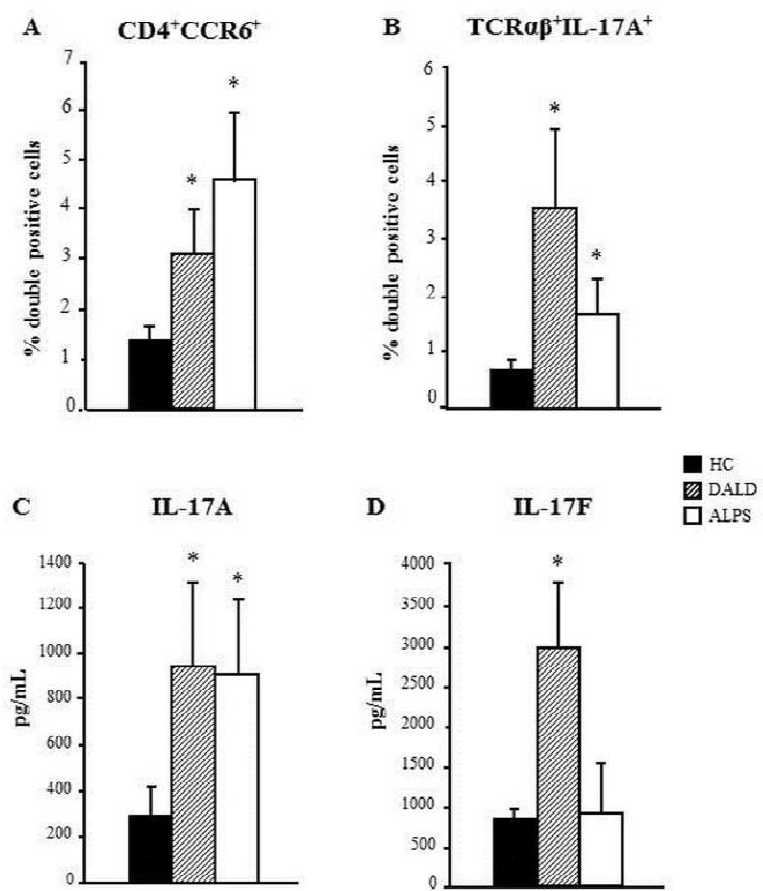 A
CD4⁺CCR6⁺
% double positive cells
7
6
5
4
3
2
1
0
*
*
B
TCRαβ⁺IL-17A⁺
% double positive cells
6
5
4
3
2
1
0
*
*
HC
DALD
ALPS
C
IL-17A
pg/mL
1400
1200
1000
800
600
400
200
0
*
*
D
IL-17F
pg/mL
4000
3500
3000
2500
2000
1500
1000
500
0
*